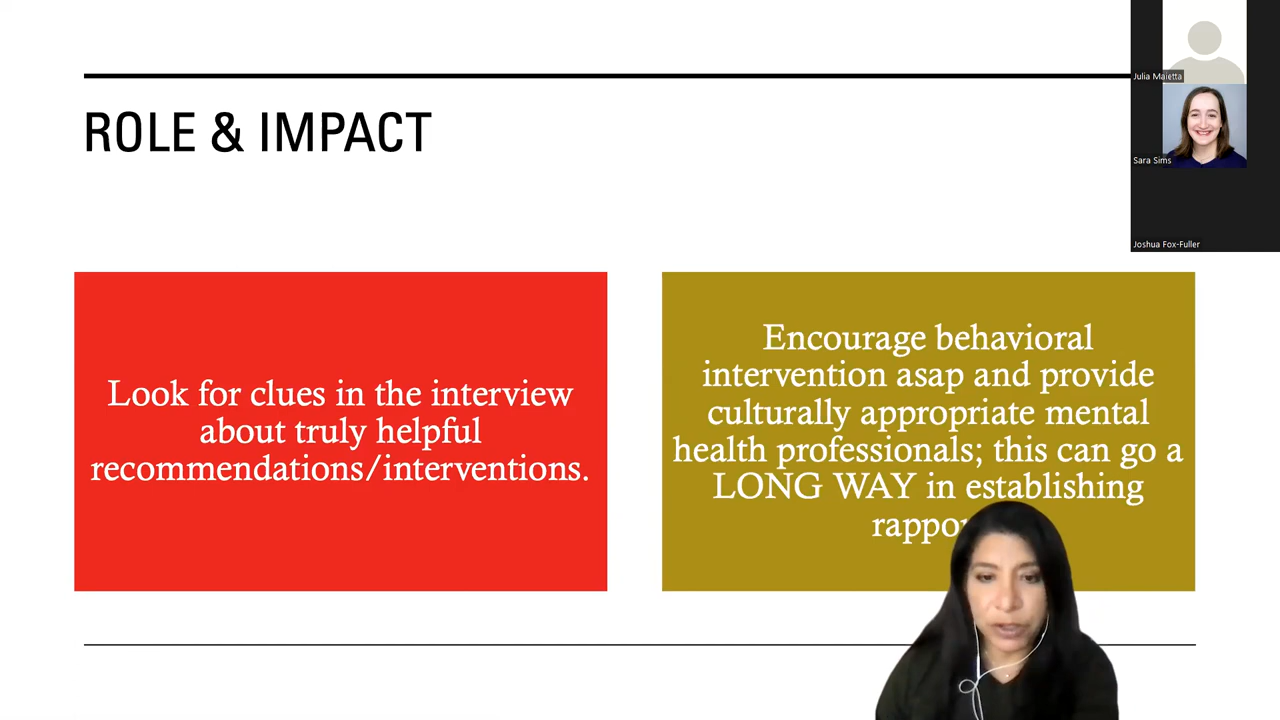 ROLE & IMPACT
Look for clues in the interview
about truly helpful
recommendations/interventions.
Encourage behavioral
intervention asap and provide
culturally appropriate mental
health professionals; this can go a
LONG WAY in establishing
Julia Maietta
Sara Sims
Joshua Fox-Fuller